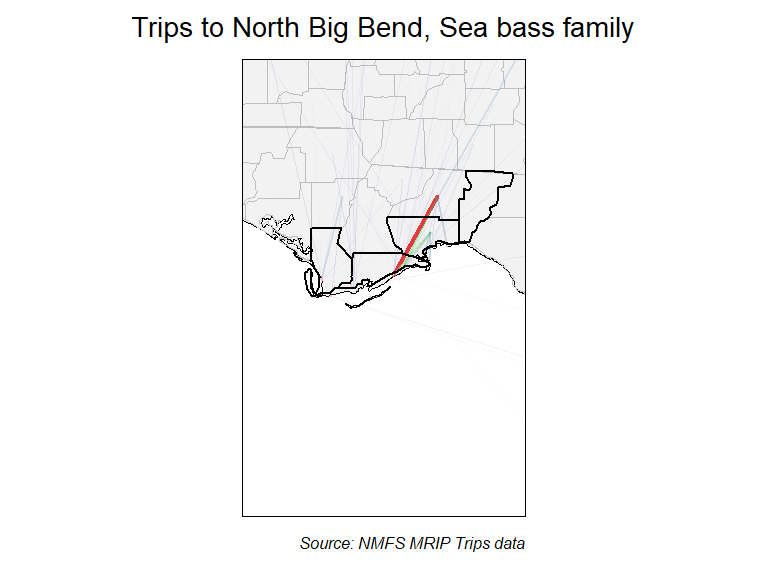 Trips to North Big Bend, Sea bass family
Source: NMFS MRIP Trips data